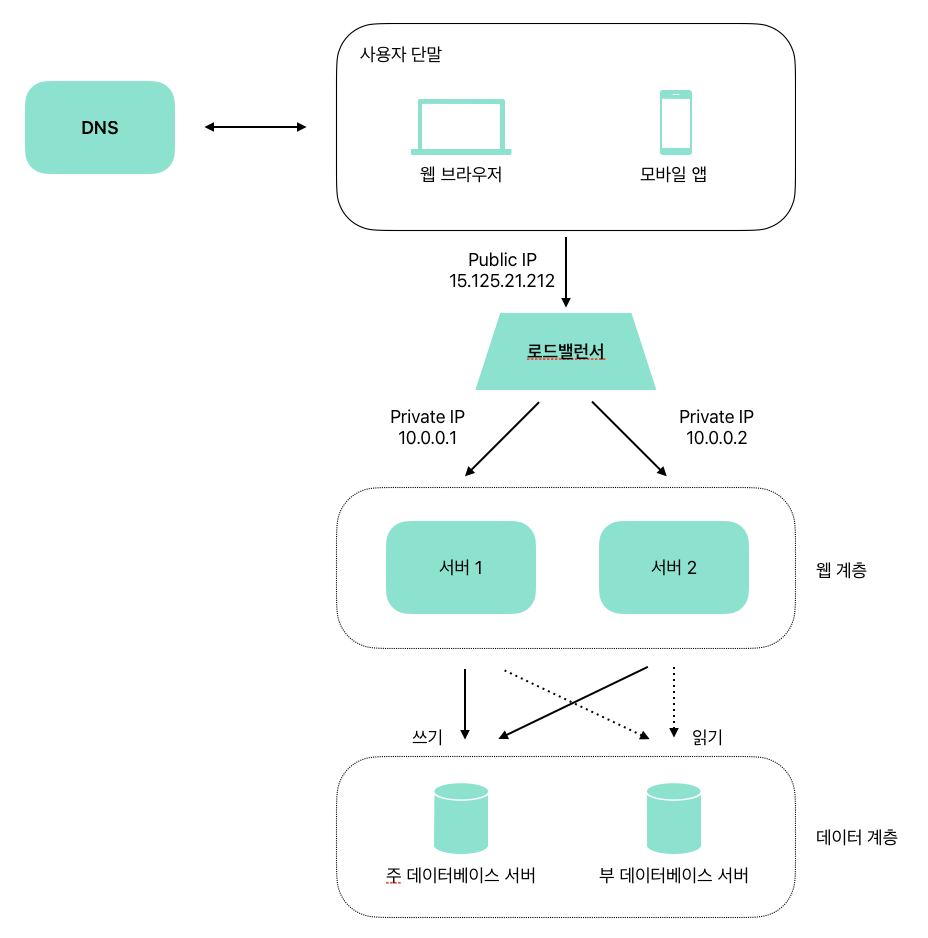 사용자 단말
DNS
웹 브라우저
모바일 앱
Public IP
15.125.21.212
로드밸런서
Private IP
10.0.0.1
Private IP
10.0.0.2
서버 1
서버 2
웹 계층
쓰기
읽기
데이터 계층
주 데이터베이스 서버
부 데이터베이스 서버